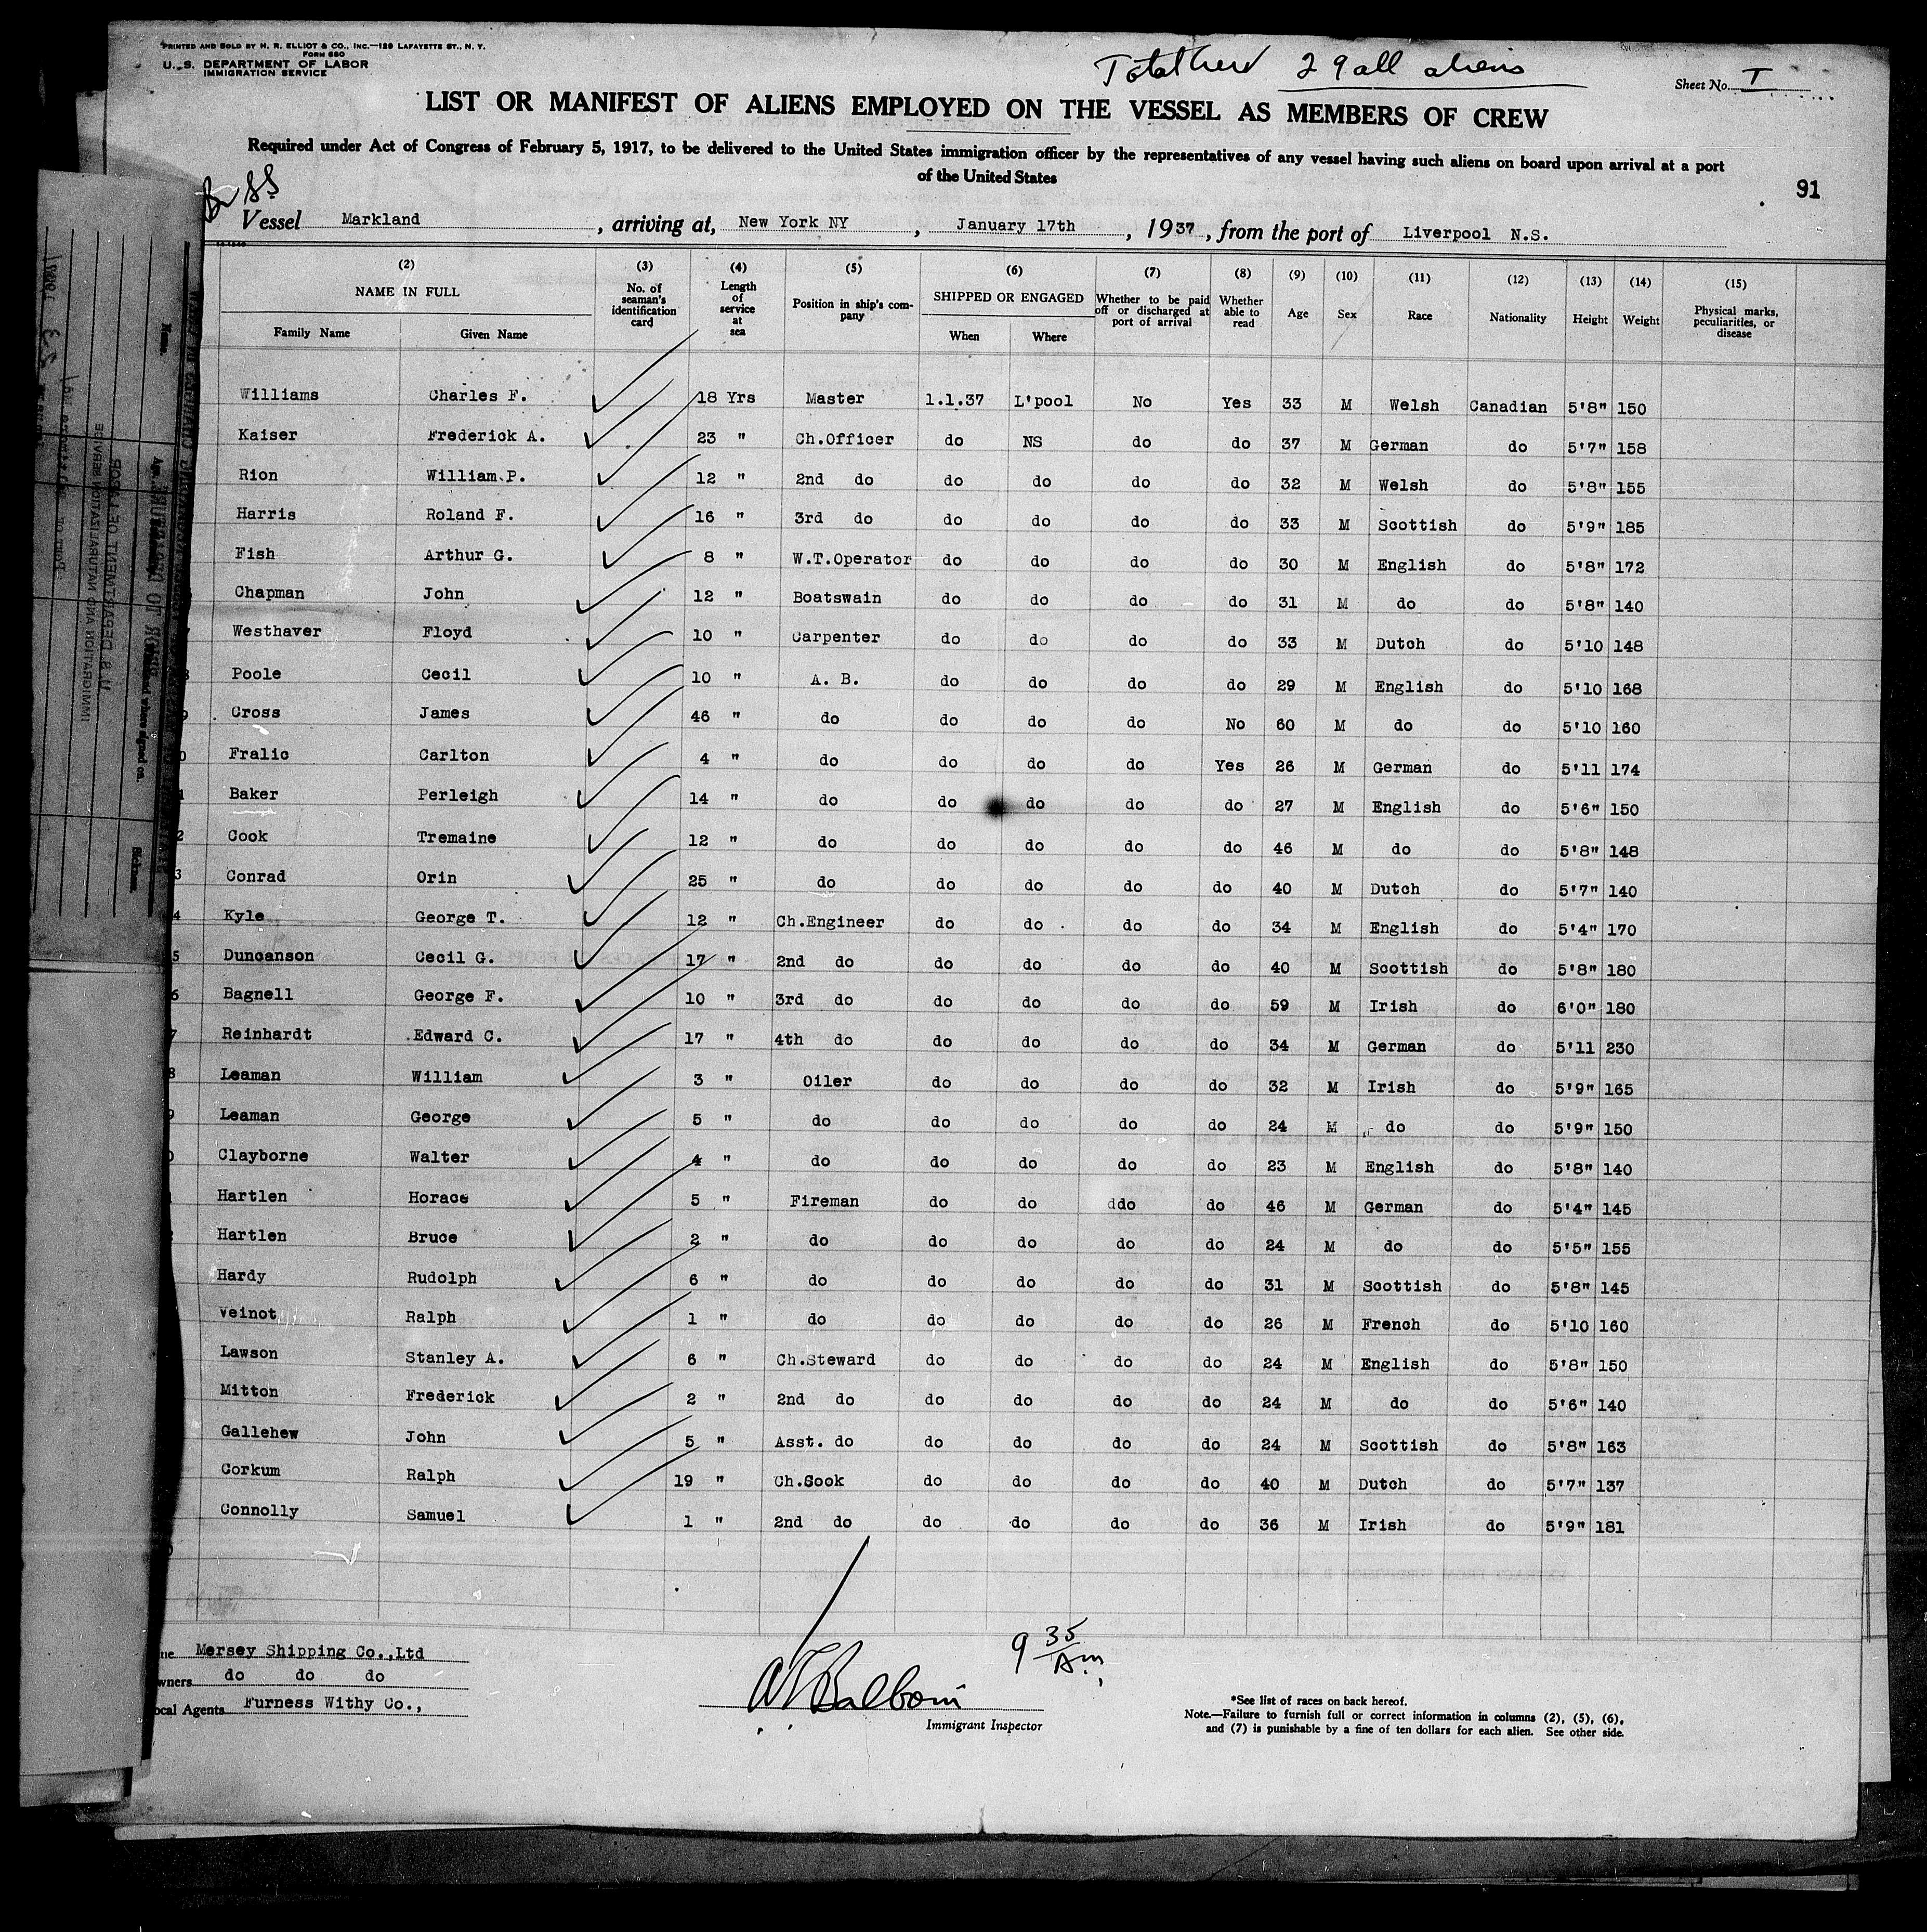 PRINTED AND SOLD BY H. R. ELLIOT & CO., INC.—129 LAFAYETTE ST., N. Y.
FORM 680
U. S. DEPARTMENT OF LABOR
IMMIGRATION SERVICE
Total crew 29 all aliens
Sheet No. I
LIST OR MANIFEST OF ALIENS EMPLOYED ON THE VESSEL AS MEMBERS OF CREW
Required under Act of Congress of February 5, 1917, to be delivered to the United States immigration officer by the representatives of any vessel having such aliens on board upon arrival at a port
of the United States
91
Br SS
Vessel Markland, arriving at, New York NY, January 17th, 1937, from the port of Liverpool N.S.
(2) (3) (4) (5) (6) (7) (8) (9) (10) (11) (12) (13) (14) (15)
NAME IN FULL No. of seaman's identification card Length of service at sea Position in ship's company SHIPPED OR ENGAGED Whether to be paid off or discharged at port of arrival Whether able to read Age Sex Race Nationality Height Weight Physical marks, peculiarities, or disease
Family Name Given Name When Where
Williams Charles F. 18 Yrs Master 1.1.37 L'pool No Yes 33 M Welsh Canadian 5'8" 150
Kaiser Frederick A. 23 " Ch.Officer do NS do do 37 M German do 5'7" 158
Rion William P. 12 " 2nd do do do do do 32 M Welsh do 5'8" 155
Harris Roland F. 16 " 3rd do do do do do 33 M Scottish do 5'9" 185
Fish Arthur G. 8 " W.T.Operator do do do do 30 M English do 5'8" 172
Chapman John 12 " Boatswain do do do do 31 M do do 5'8" 140
Westhaver Floyd 10 " Carpenter do do do do 33 M Dutch do 5'10 148
Poole Cecil 10 " A. B. do do do do 29 M English do 5'10 168
Cross James 46 " do do do do No 60 M do do 5'10 160
Fralic Carlton 4 " do do do do Yes 26 M German do 5'11 174
Baker Perleigh 14 " do do do do do 27 M English do 5'6" 150
Cook Tremaine 12 " do do do do do 46 M do do 5'8" 148
Conrad Orin 25 " do do do do do 40 M Dutch do 5'7" 140
Kyle George T. 12 " Ch.Engineer do do do do 34 M English do 5'4" 170
Duncanson Cecil G. 17 " 2nd do do do do do 40 M Scottish do 5'8" 180
Bagnell George F. 10 " 3rd do do do do do 59 M Irish do 6'0" 180
Reinhardt Edward C. 17 " 4th do do do do do 34 M German do 5'11 230
Leaman William 3 " Oiler do do do do 32 M Irish do 5'9" 165
Leaman George 5 " do do do do do 24 M do do 5'9" 150
Clayborne Walter 4 " do do do do do 23 M English do 5'8" 140
Hartlen Horace 5 " Fireman do do ddo do 46 M German do 5'4" 145
Hartlen Bruce 2 " do do do do do 24 M do do 5'5" 155
Hardy Rudolph 6 " do do do do do 31 M Scottish do 5'8" 145
Veinot Ralph 1 " do do do do do 26 M French do 5'10 160
Lawson Stanley A. 6 " Ch.Steward do do do do 24 M English do 5'8" 150
Mitton Frederick 2 " 2nd do do do do do 24 M do do 5'6" 140
Gallehew John 5 " Asst. do do do do do 24 M Scottish do 5'8" 163
Corkum Ralph 19 " Ch.Cook do do do do 40 M Dutch do 5'7" 137
Connolly Samuel 1 " 2nd do do do do do 36 M Irish do 5'9" 181
Mersey Shipping Co.,Ltd
wners do do do
ocal Agents Furness Withy Co.,
9 35 Am
Immigrant Inspector
*See list of races on back hereof.
Note.—Failure to furnish full or correct information in columns (2), (5), (6),
and (7) is punishable by a fine of ten dollars for each alien. See other side.